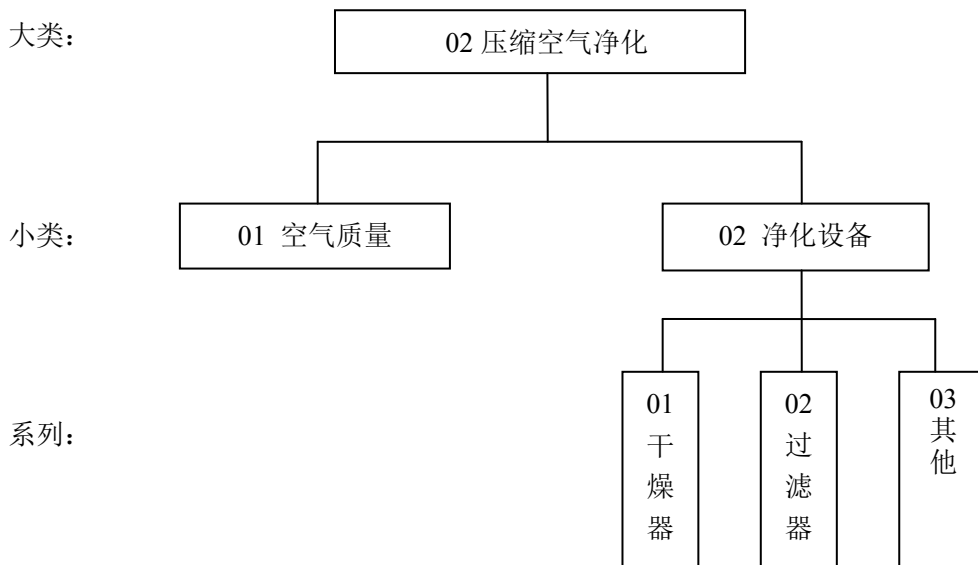 大类：
02 压缩空气净化
小类：
01 空气质量
02 净化设备
系列：
01 干燥器
02 过滤器
03 其他